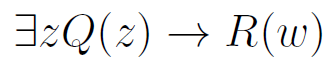 ∃zQ(z) → R(w)